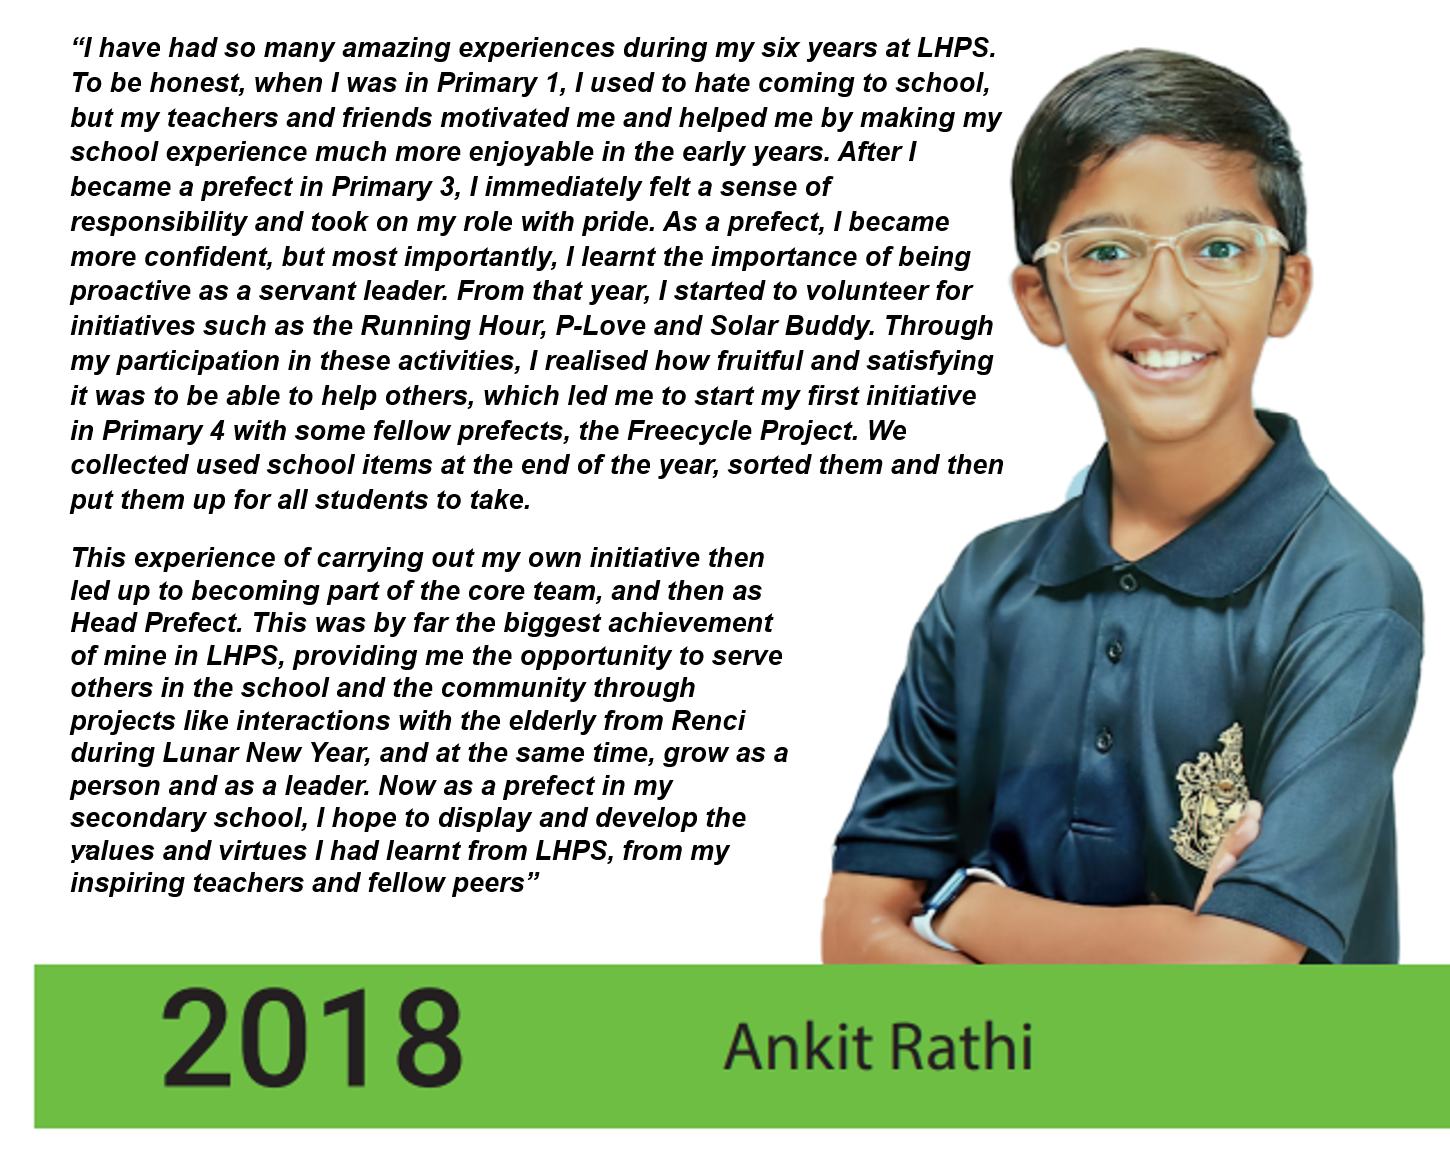 “I have had so many amazing experiences during my six years at LHPS.
To be honest, when I was in Primary 1, I used to hate coming to school,
but my teachers and friends motivated me and helped me by making my
school experience much more enjoyable in the early years. After I
became a prefect in Primary 3, I immediately felt a sense of
responsibility and took on my role with pride. As a prefect, I became
more confident, but most importantly, I learnt the importance of being
proactive as a servant leader. From that year, I started to volunteer for
initiatives such as the Running Hour, P-Love and Solar Buddy. Through
my participation in these activities, I realised how fruitful and satisfying
it was to be able to help others, which led me to start my first initiative
in Primary 4 with some fellow prefects, the Freecycle Project. We
collected used school items at the end of the year, sorted them and then
put them up for all students to take.
This experience of carrying out my own initiative then
led up to becoming part of the core team, and then as
Head Prefect. This was by far the biggest achievement
of mine in LHPS, providing me the opportunity to serve
others in the school and the community through
projects like interactions with the elderly from Renci
during Lunar New Year, and at the same time, grow as a
person and as a leader. Now as a prefect in my
secondary school, I hope to display and develop the
values and virtues I had learnt from LHPS, from my
inspiring teachers and fellow peers”
2018
Ankit Rathi